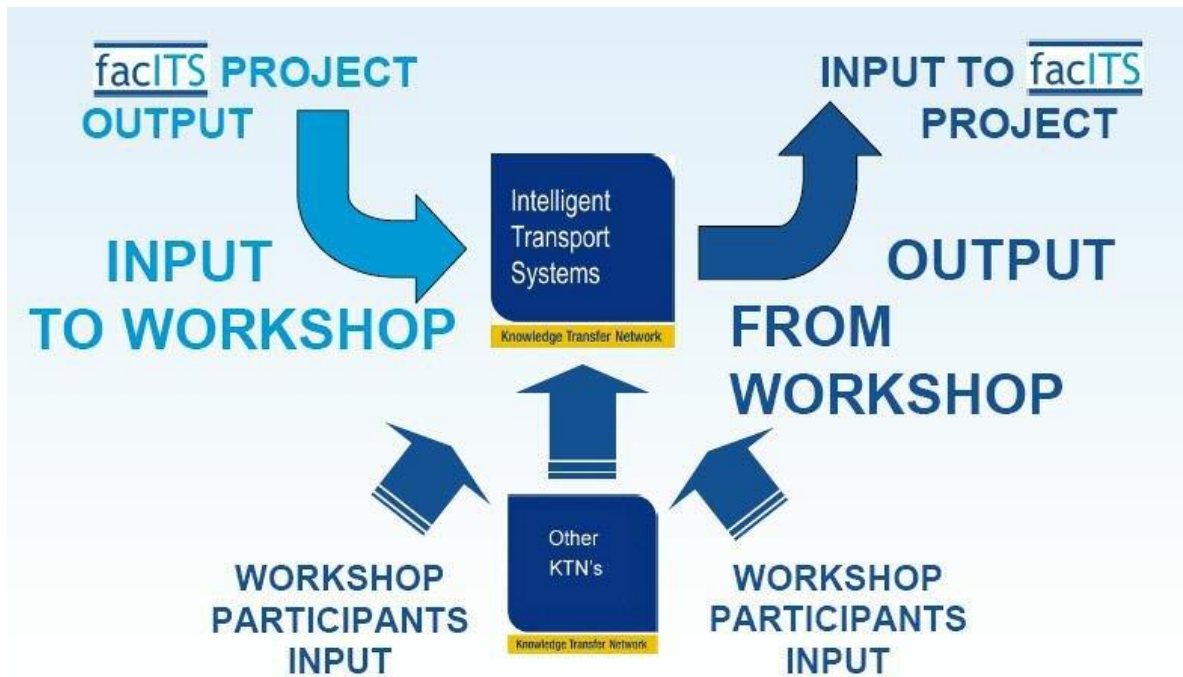 facITS PROJECT
OUTPUT
INPUT TO facITS
PROJECT
Intelligent
Transport
Systems
Knowledge Transfer Network
INPUT
TO WORKSHOP
OUTPUT
FROM
WORKSHOP
Other
KTN's
Knowledge Transfer Network
WORKSHOP
PARTICIPANTS
INPUT
WORKSHOP
PARTICIPANTS
INPUT